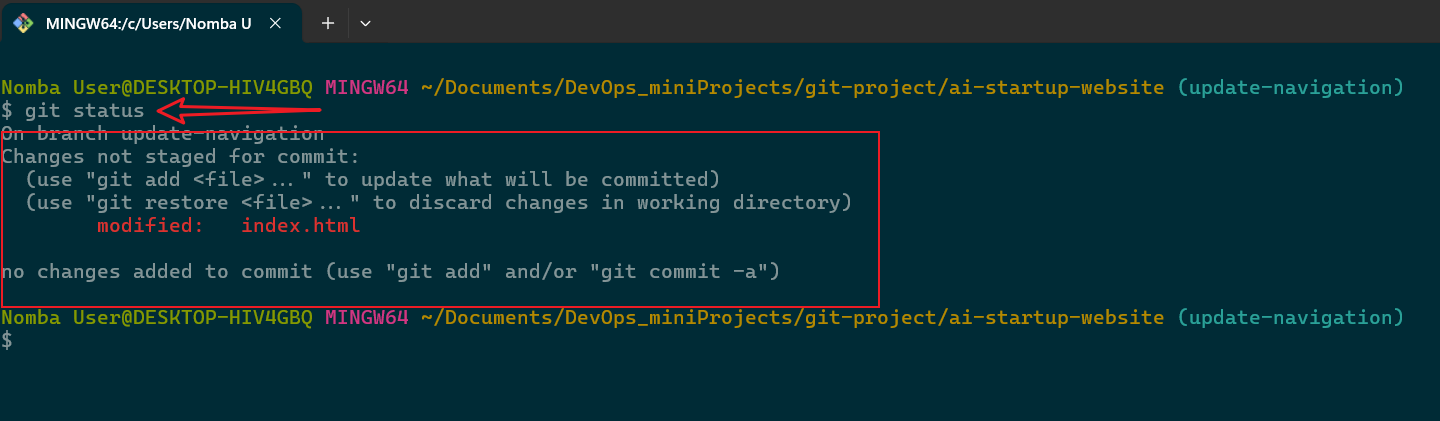 MINGW64:/c/Users/Nomba U
Nomba User@DESKTOP-HIV4GBQ MINGW64 ~/Documents/DevOps_miniProjects/git-project/ai-startup-website (update-navigation)
$ git status
On branch update-navigation
Changes not staged for commit:
  (use "git add <file>..." to update what will be committed)
  (use "git restore <file>..." to discard changes in working directory)
        modified:   index.html
no changes added to commit (use "git add" and/or "git commit -a")
Nomba User@DESKTOP-HIV4GBQ MINGW64 ~/Documents/DevOps_miniProjects/git-project/ai-startup-website (update-navigation)
$